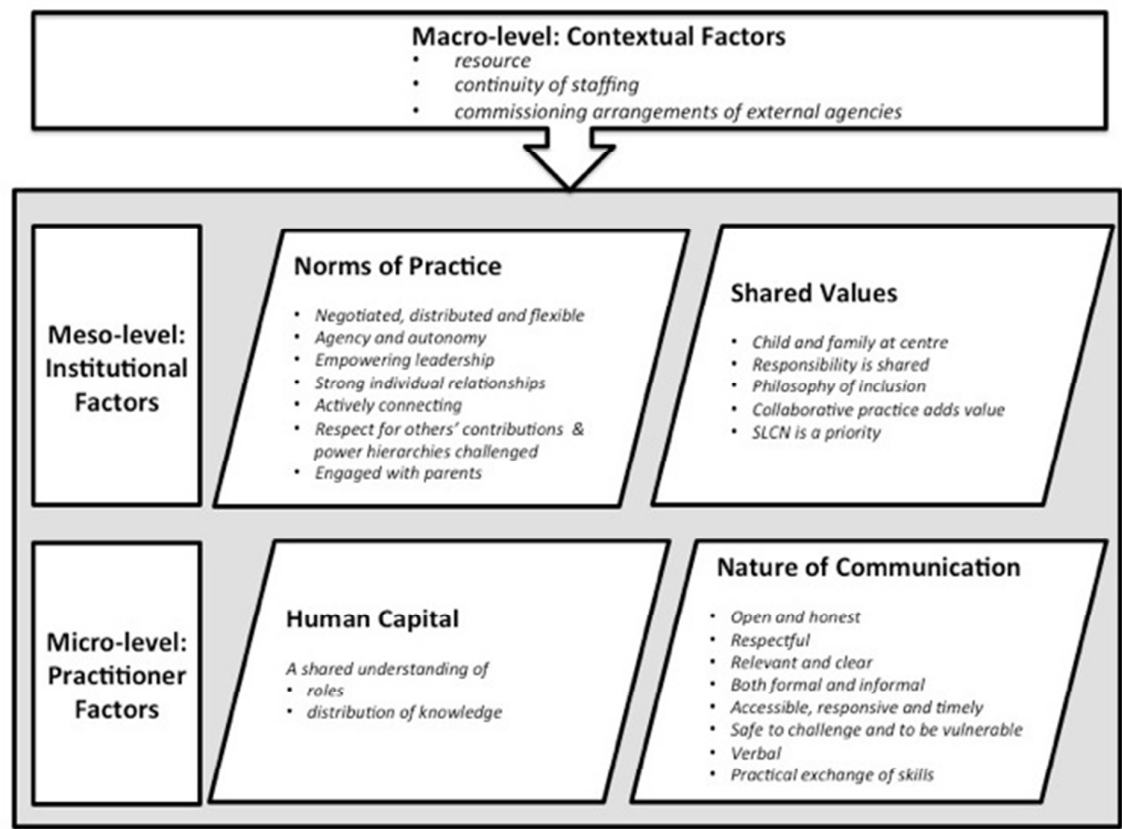 Macro-level: Contextual Factors
• resource
• continuity of staffing
• commissioning arrangements of external agencies
Meso-level:
Institutional
Factors
Norms of Practice
• Negotiated, distributed and flexible
• Agency and autonomy
• Empowering leadership
• Strong individual relationships
• Actively connecting
• Respect for others' contributions &
power hierarchies challenged
• Engaged with parents
Shared Values
• Child and family at centre
• Responsibility is shared
• Philosophy of inclusion
• Collaborative practice adds value
• SLCN is a priority
Micro-level:
Practitioner
Factors
Human Capital
A shared understanding of
• roles
• distribution of knowledge
Nature of Communication
• Open and honest
• Respectful
• Relevant and clear
• Both formal and informal
• Accessible, responsive and timely
• Safe to challenge and to be vulnerable
• Verbal
• Practical exchange of skills